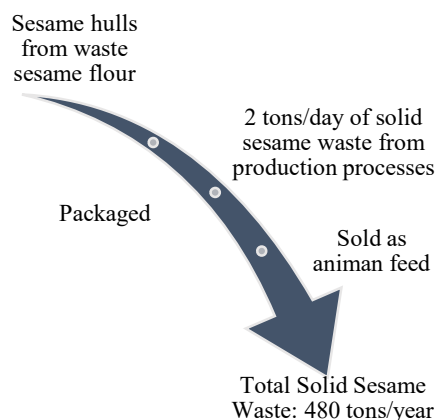 Sesame hulls
from waste
sesame flour
2 tons/day of solid
sesame waste from
production processes
Packaged
Sold as
animan feed
Total Solid Sesame
Waste: 480 tons/year